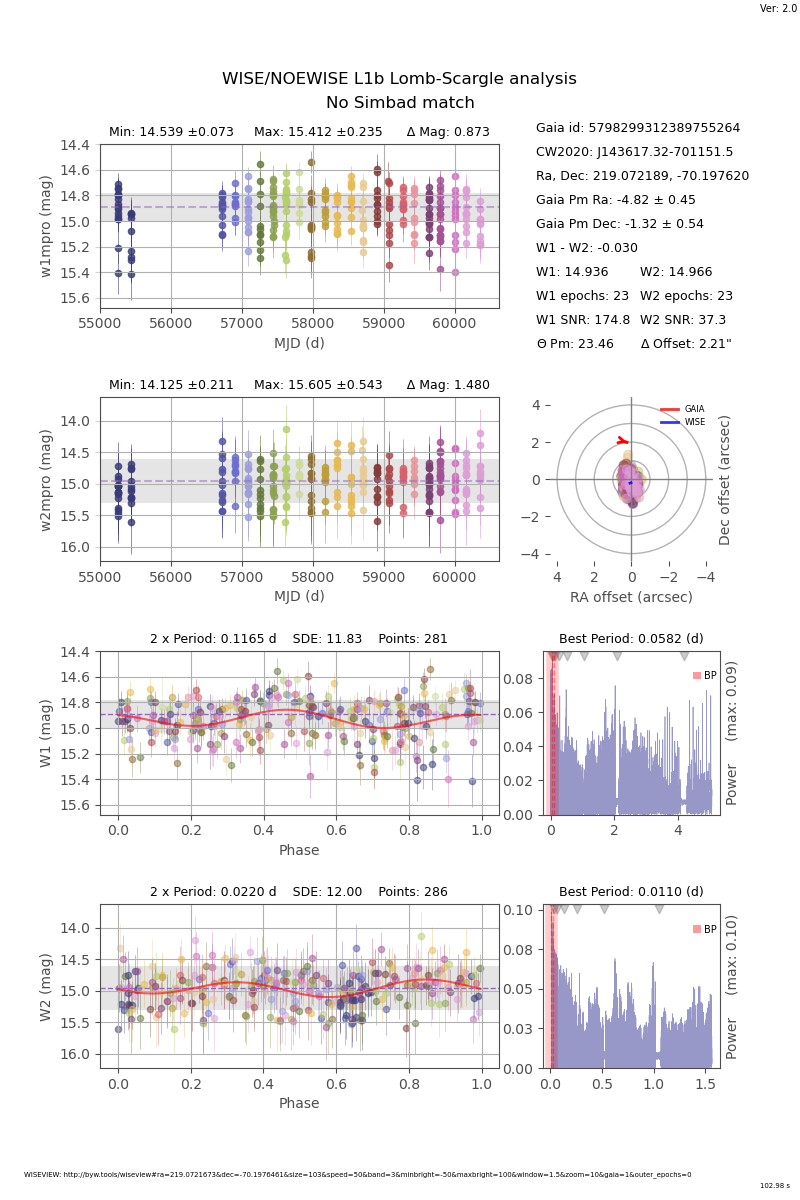 Ver: 2.0
WISE/NEOWISE L1b Lomb-Scargle analysis
No Simbad match
Min: 14.539 ±0.073 Max: 15.412 ±0.235 Δ Mag: 0.873
14.4
14.6
14.8
15.0
15.2
15.4
15.6
w1mpro (mag)
55000 56000 57000 58000 59000 60000
MJD (d)
Gaia id: 5798299312389755264
CW2020: J143617.32-701151.5
Ra, Dec: 219.072189, -70.197620
Gaia Pm Ra: -4.82 ± 0.45
Gaia Pm Dec: -1.32 ± 0.54
W1 - W2: -0.030
W1: 14.936 W2: 14.966
W1 epochs: 23 W2 epochs: 23
W1 SNR: 174.8 W2 SNR: 37.3
Θ Pm: 23.46 Δ Offset: 2.21"
Min: 14.125 ±0.211 Max: 15.605 ±0.543 Δ Mag: 1.480
14.0
14.5
15.0
15.5
16.0
w2mpro (mag)
55000 56000 57000 58000 59000 60000
MJD (d)
GAIA
WISE
4
2
0
−2
−4
4 2 0 −2 −4
RA offset (arcsec)
Dec offset (arcsec)
2 x Period: 0.1165 d SDE: 11.83 Points: 281
14.4
14.6
14.8
15.0
15.2
15.4
15.6
W1 (mag)
0.0 0.2 0.4 0.6 0.8 1.0
Phase
Best Period: 0.0582 (d)
BP
0.08
0.06
0.04
0.02
0.00
0 2 4
Power (max: 0.09)
2 x Period: 0.0220 d SDE: 12.00 Points: 286
14.0
14.5
15.0
15.5
16.0
W2 (mag)
0.0 0.2 0.4 0.6 0.8 1.0
Phase
Best Period: 0.0110 (d)
BP
0.10
0.08
0.05
0.03
0.00
0.0 0.5 1.0 1.5
Power (max: 0.10)
WISEVIEW: http://byw.tools/wiseview#ra=219.0721673&dec=-70.1976461&size=103&speed=50&band=3&minbright=-50&maxbright=100&window=1.5&zoom=10&gaia=1&outer_epochs=0
102.98 s